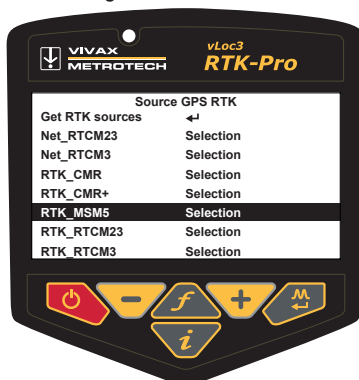 VIVAX
METROTECH
vLoc3
RTK-Pro
Source GPS RTK
Get RTK sources ↵
Net_RTCM23 Selection
Net_RTCM3 Selection
RTK_CMR Selection
RTK_CMR+ Selection
RTK_MSM5 Selection
RTK_RTCM23 Selection
RTK_RTCM3 Selection
f
i